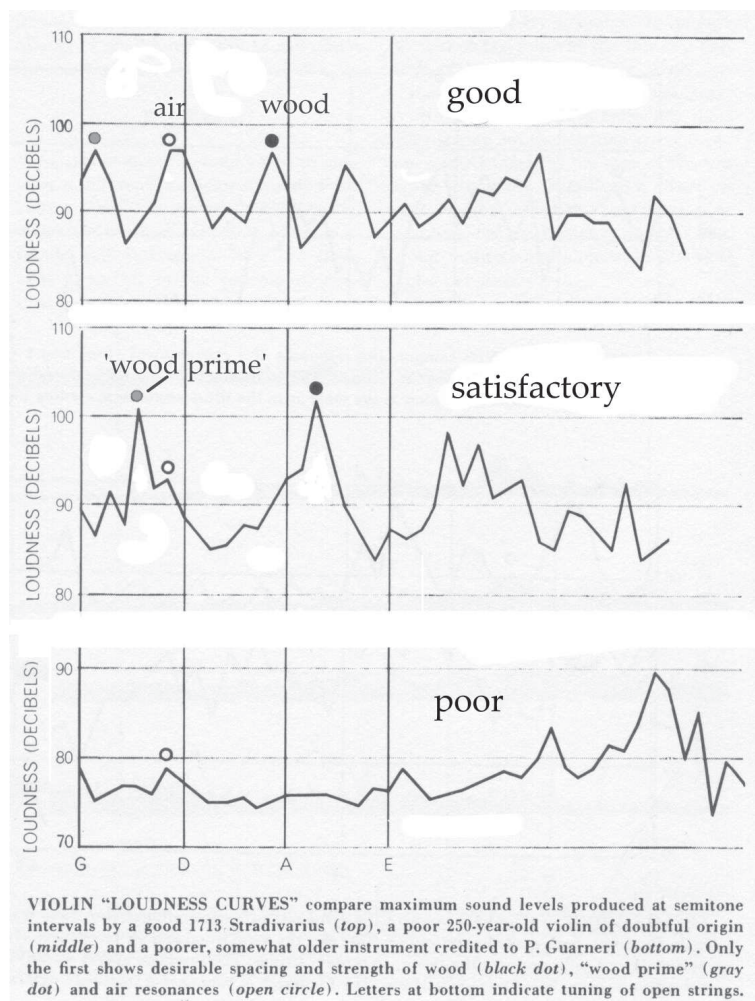 110
air
wood
good
100
90
80
LOUDNESS (DECIBELS)
110
'wood prime'
satisfactory
100
90
80
LOUDNESS (DECIBELS)
90
poor
80
70
LOUDNESS (DECIBELS)
G D A E
VIOLIN “LOUDNESS CURVES” compare maximum sound levels produced at semitone
intervals by a good 1713 Stradivarius (top), a poor 250-year-old violin of doubtful origin
(middle) and a poorer, somewhat older instrument credited to P. Guarneri (bottom). Only
the first shows desirable spacing and strength of wood (black dot), “wood prime” (gray
dot) and air resonances (open circle). Letters at bottom indicate tuning of open strings.